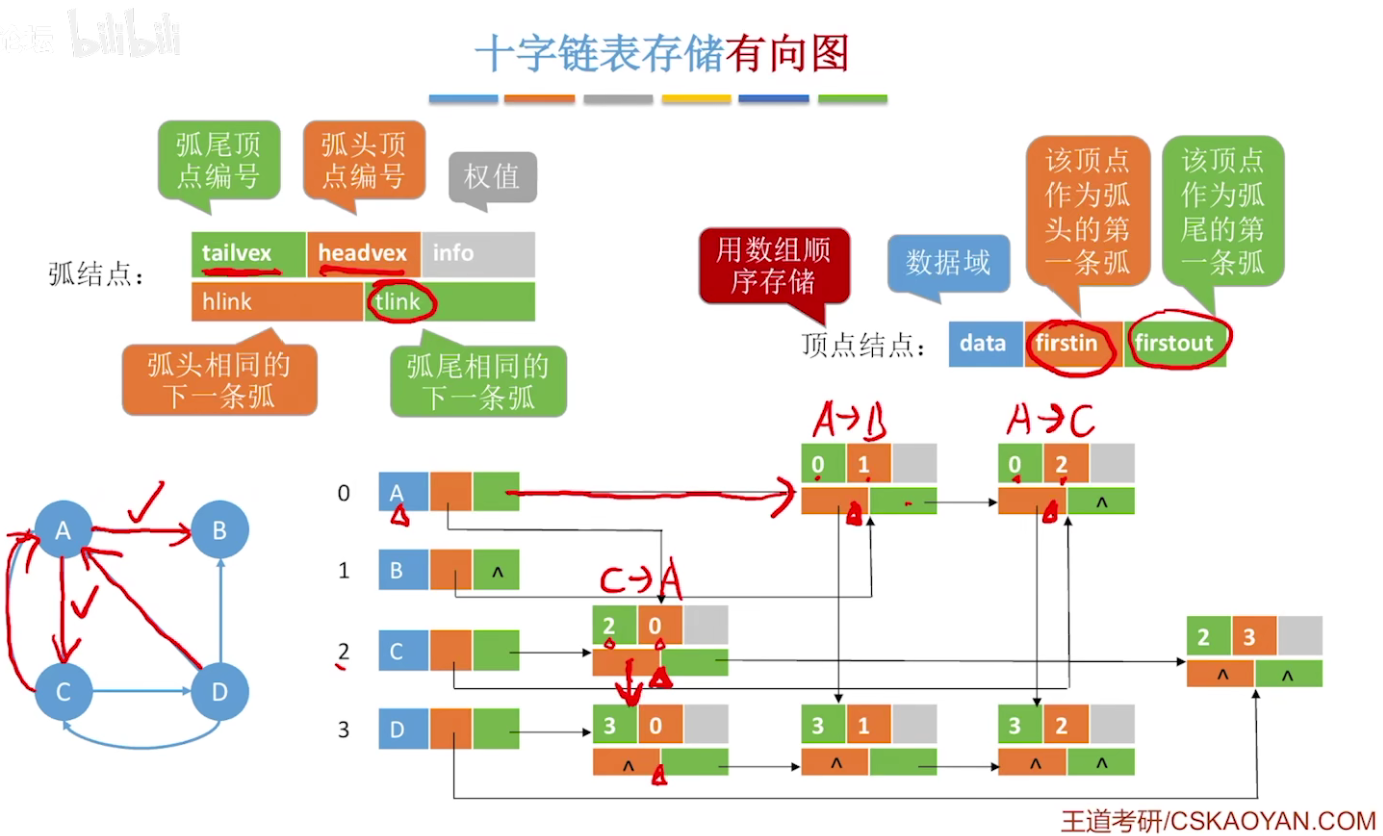 bilibili
十字链表存储有向图
弧尾顶
点编号
弧头顶
点编号
权值
弧结点：
tailvex headvex info
hlink tlink
弧头相同的
下一条弧
弧尾相同的
下一条弧
用数组顺
序存储
数据域
该顶点
作为弧
头的第
一条弧
该顶点
作为弧
尾的第
一条弧
顶点结点：
data firstin firstout
A→B
A→C
A
B
C
D
0 A
0 1
0 2
^
1 B ^
C→A
2 C
2 0
2 3
^ ^
3 D
3 0
3 1
3 2
^
^
^ ^
王道考研/CSKAOYAN.COM